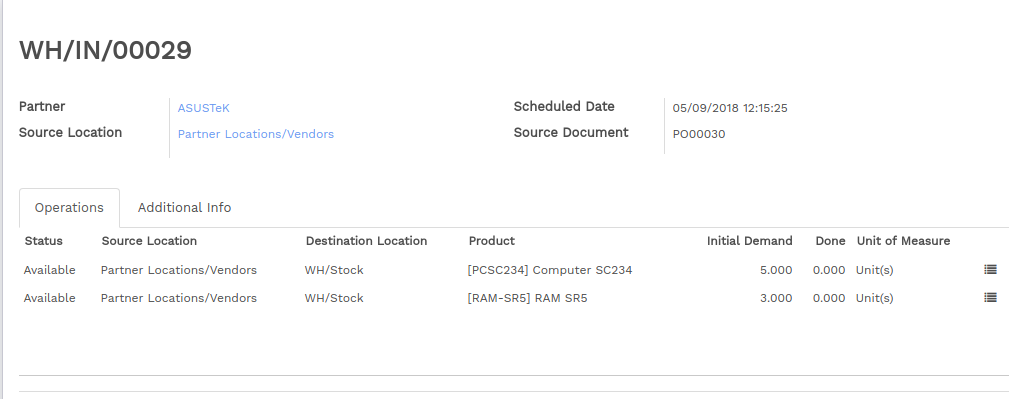 WH/IN/00029
Partner ASUSTeK Scheduled Date 05/09/2018 12:15:25
Source Location Partner Locations/Vendors Source Document PO00030
Operations Additional Info
Status Source Location Destination Location Product Initial Demand Done Unit of Measure
Available Partner Locations/Vendors WH/Stock [PCSC234] Computer SC234 5.000 0.000 Unit(s)
Available Partner Locations/Vendors WH/Stock [RAM-SR5] RAM SR5 3.000 0.000 Unit(s)